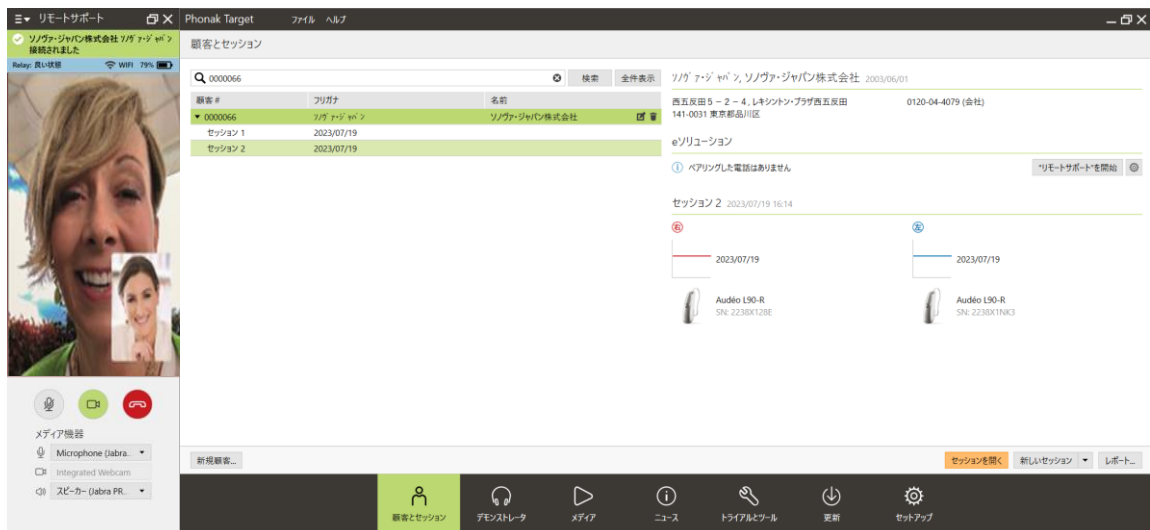 リモートサポート
ソノヴァ・ジャパン株式会社 ソノヴァ・ジャパン
接続されました
Relay: 良い状態 WIFI 79%
メディア機器
Microphone (Jabra..
Integrated Webcam
スピーカー (Jabra PR..
Phonak Target ファイル ヘルプ
顧客とセッション
0000066 検索 全件表示
顧客 # フリガナ 名前
0000066 ソノヴァ・ジャパン ソノヴァ・ジャパン株式会社
セッション 1 2023/07/19
セッション 2 2023/07/19
ソノヴァ・ジャパン, ソノヴァ・ジャパン株式会社 2003/06/01
西五反田5-2-4, レキシントン・プラザ西五反田 0120-04-4079 (会社)
141-0031 東京都品川区
eソリューション
ペアリングした電話はありません "リモートサポート"を開始
セッション 2 2023/07/19 16:14
右 左
2023/07/19 2023/07/19
Audéo L90-R Audéo L90-R
SN: 2238X128E SN: 2238X1NK3
新規顧客... セッションを開く 新しいセッション レポート...
顧客とセッション デモンストレータ メディア ニュース トライアルとツール 更新 セットアップ